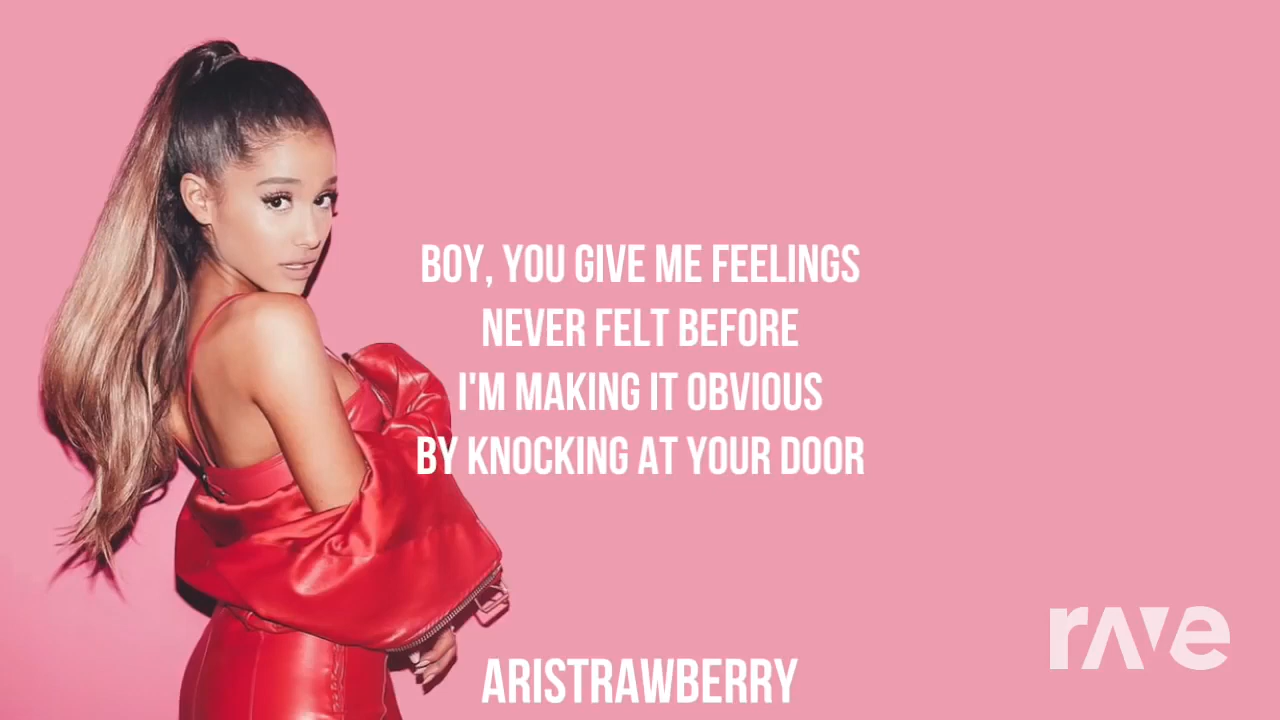 BOY, YOU GIVE ME FEELINGS
NEVER FELT BEFORE
I'M MAKING IT OBVIOUS
BY KNOCKING AT YOUR DOOR
ARISTRAWBERRY
rave